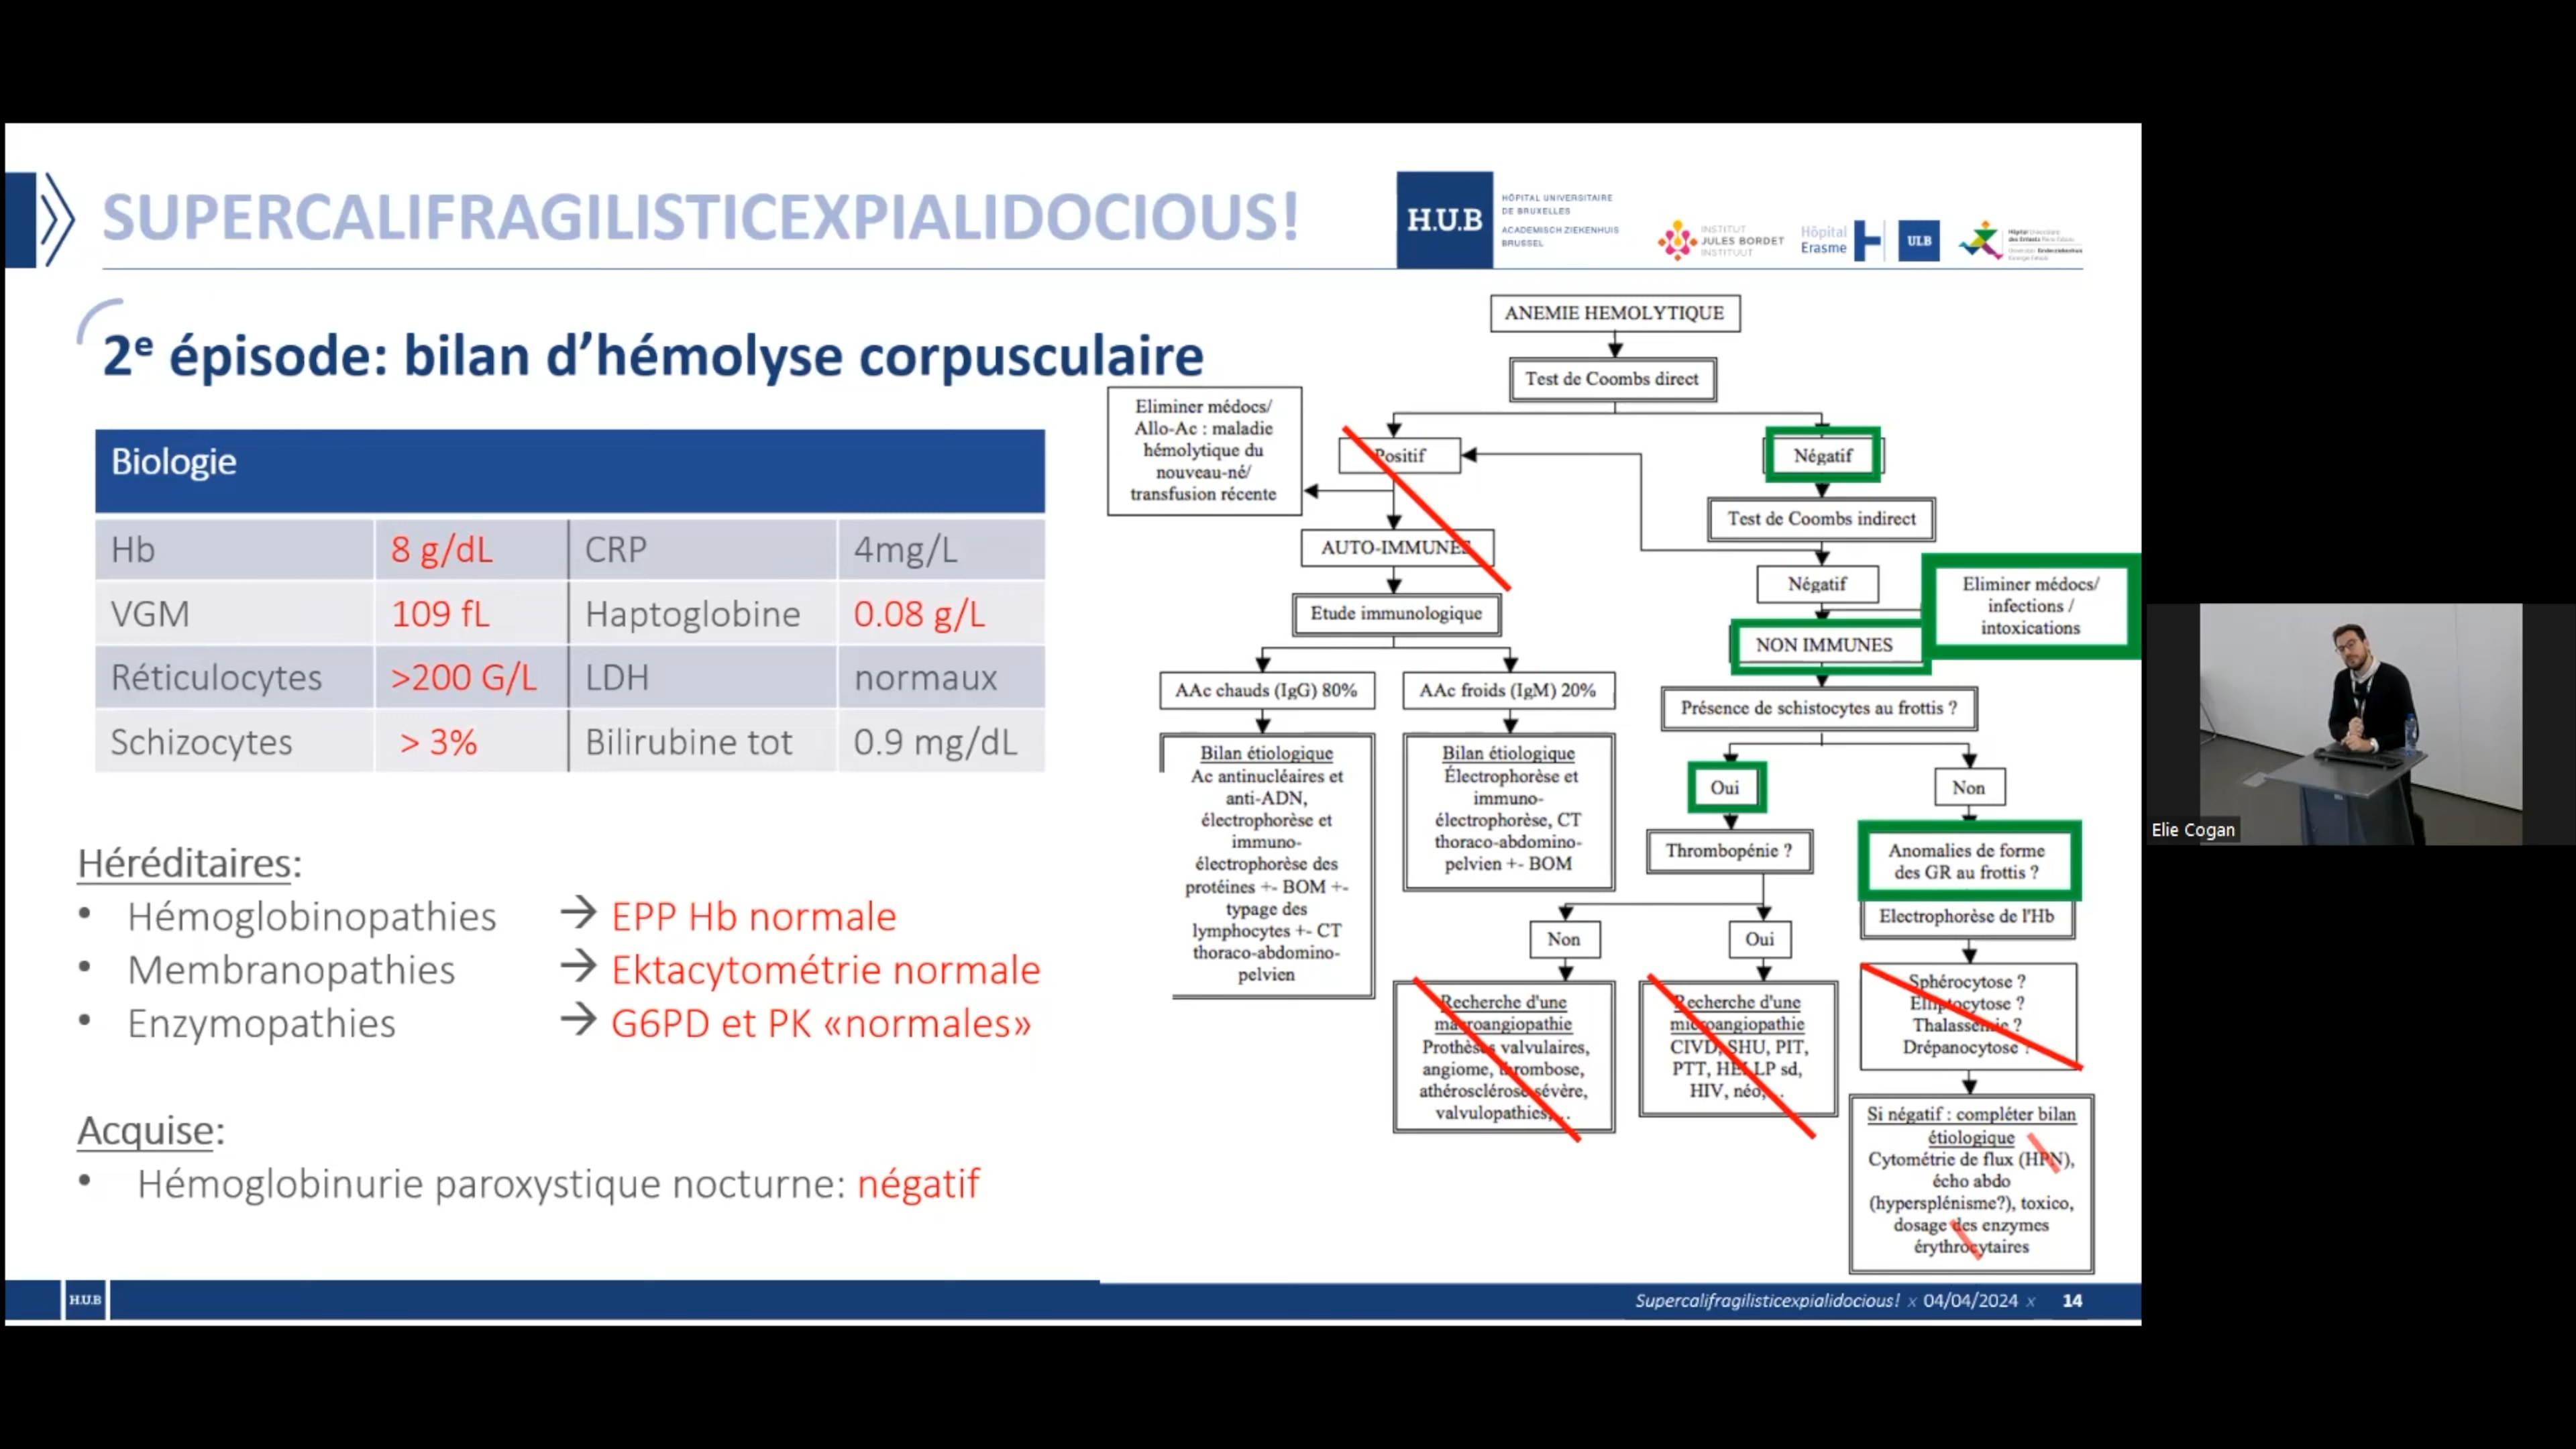 SUPERCALIFRAGILISTICEXPIALIDOCIOUS!
H.U.B
HÔPITAL UNIVERSITAIRE
DE BRUXELLES
ACADEMISCH ZIEKENHUIS
BRUSSEL
INSTITUT
JULES BORDET
INSTITUUT
Hôpital
Erasme
ULB
2e épisode: bilan d’hémolyse corpusculaire
Biologie
Hb 8 g/dL CRP 4mg/L
VGM 109 fL Haptoglobine 0.08 g/L
Réticulocytes >200 G/L LDH normaux
Schizocytes > 3% Bilirubine tot 0.9 mg/dL
Héréditaires:
• Hémoglobinopathies → EPP Hb normale
• Membranopathies → Ektacytométrie normale
• Enzymopathies → G6PD et PK «normales»
Acquise:
• Hémoglobinurie paroxystique nocturne: négatif
ANEMIE HEMOLYTIQUE
Test de Coombs direct
Eliminer médocs/
Allo-Ac : maladie
hémolytique du
nouveau-né/
transfusion récente
Positif
Négatif
Test de Coombs indirect
AUTO-IMMUNES
Négatif
Eliminer médocs/
infections /
intoxications
Etude immunologique
NON IMMUNES
AAc chauds (IgG) 80%
AAc froids (IgM) 20%
Présence de schistocytes au frottis ?
Bilan étiologique
Ac antinucléaires et
anti-ADN,
électrophorèse et
immuno-
électrophorèse des
protéines +- BOM +-
typage des
lymphocytes +- CT
thoraco-abdomino-
pelvien
Bilan étiologique
Électrophorèse et
immuno-
électrophorèse, CT
thoraco-abdomino-
pelvien +- BOM
Oui
Non
Thrombopénie ?
Anomalies de forme
des GR au frottis ?
Electrophorèse de l'Hb
Non
Oui
Recherche d'une
macroangiopathie
Prothèses valvulaires,
angiome, thrombose,
athérosclérose sévère,
valvulopathies, ...
Recherche d'une
microangiopathie
CIVD, SHU, PIT,
PTT, HELLP sd,
HIV, néo, ..
Sphérocytose ?
Elliptocytose ?
Thalassémie ?
Drépanocytose ?
Si négatif : compléter bilan
étiologique
Cytométrie de flux (HPN),
écho abdo
(hypersplénisme?), toxico,
dosage des enzymes
érythrocytaires
Elie Cogan
H.U.B
Supercalifragilisticexpialidocious! x 04/04/2024 x 14